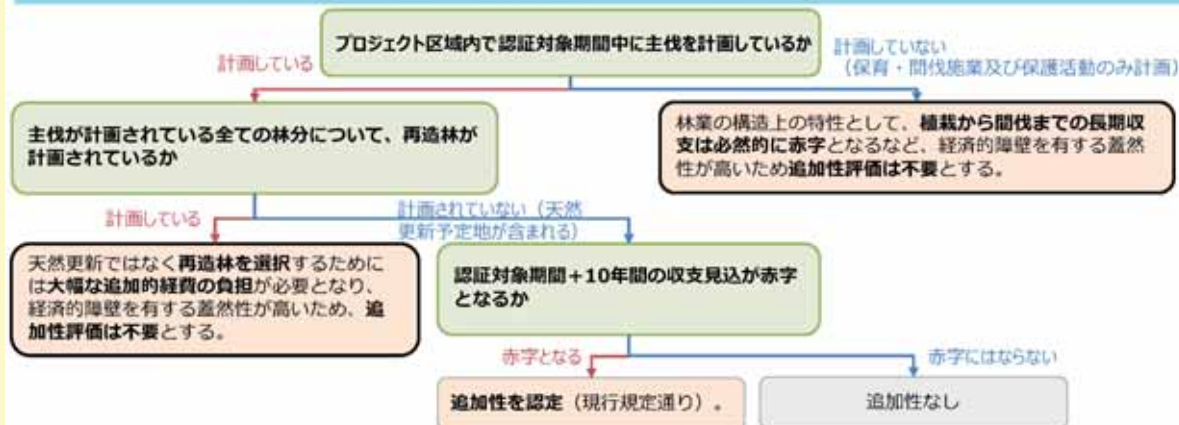 プロジェクト区域内で認証対象期間中に主伐を計画しているか
計画している
計画していない
（保育・間伐施業及び保護活動のみ計画）
主伐が計画されている全ての林分について、再造林が
計画されているか
林業の構造上の特性として、植栽から間伐までの長期収
支は必然的に赤字となるなど、経済的障壁を有する蓋然
性が高いため追加性評価は不要とする。
計画している
計画されていない（天然
更新予定地が含まれる）
天然更新ではなく再造林を選択するためにに
は大幅な追加的経費の負担が必要となり、
経済的障壁を有する蓋然性が高いため、追
加性評価は不要とする。
認証対象期間＋10年間の収支見込が赤字
となるか
赤字となる
赤字にはならない
追加性を認定（現行規定通り）。
追加性なし